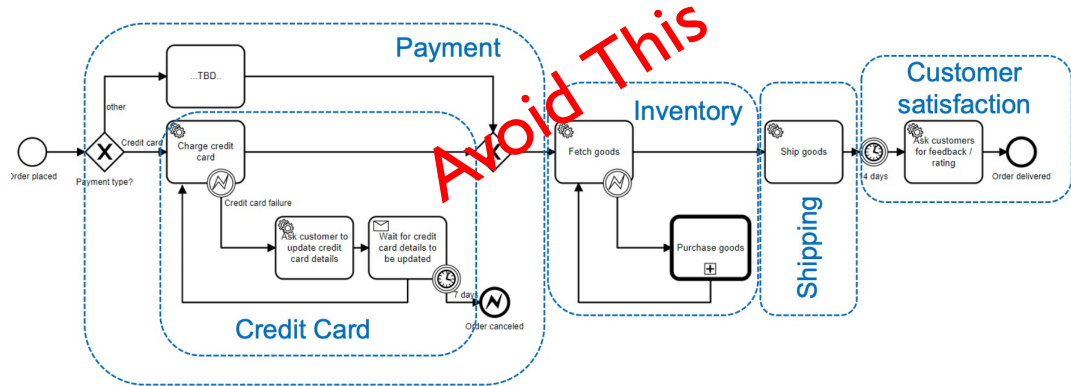 Payment
Avoid This
Customer
satisfaction
Inventory
...TBD..
other
Credit card
Charge credit
card
Fetch goods
Ship goods
Ask customers
for feedback /
rating
Order placed
Payment type?
4 days
Order delivered
Credit card failure
Ask customer to
update credit
card details
Wait for credit
card details to
be updated
Purchase goods
Shipping
7 days
Order canceled
Credit Card